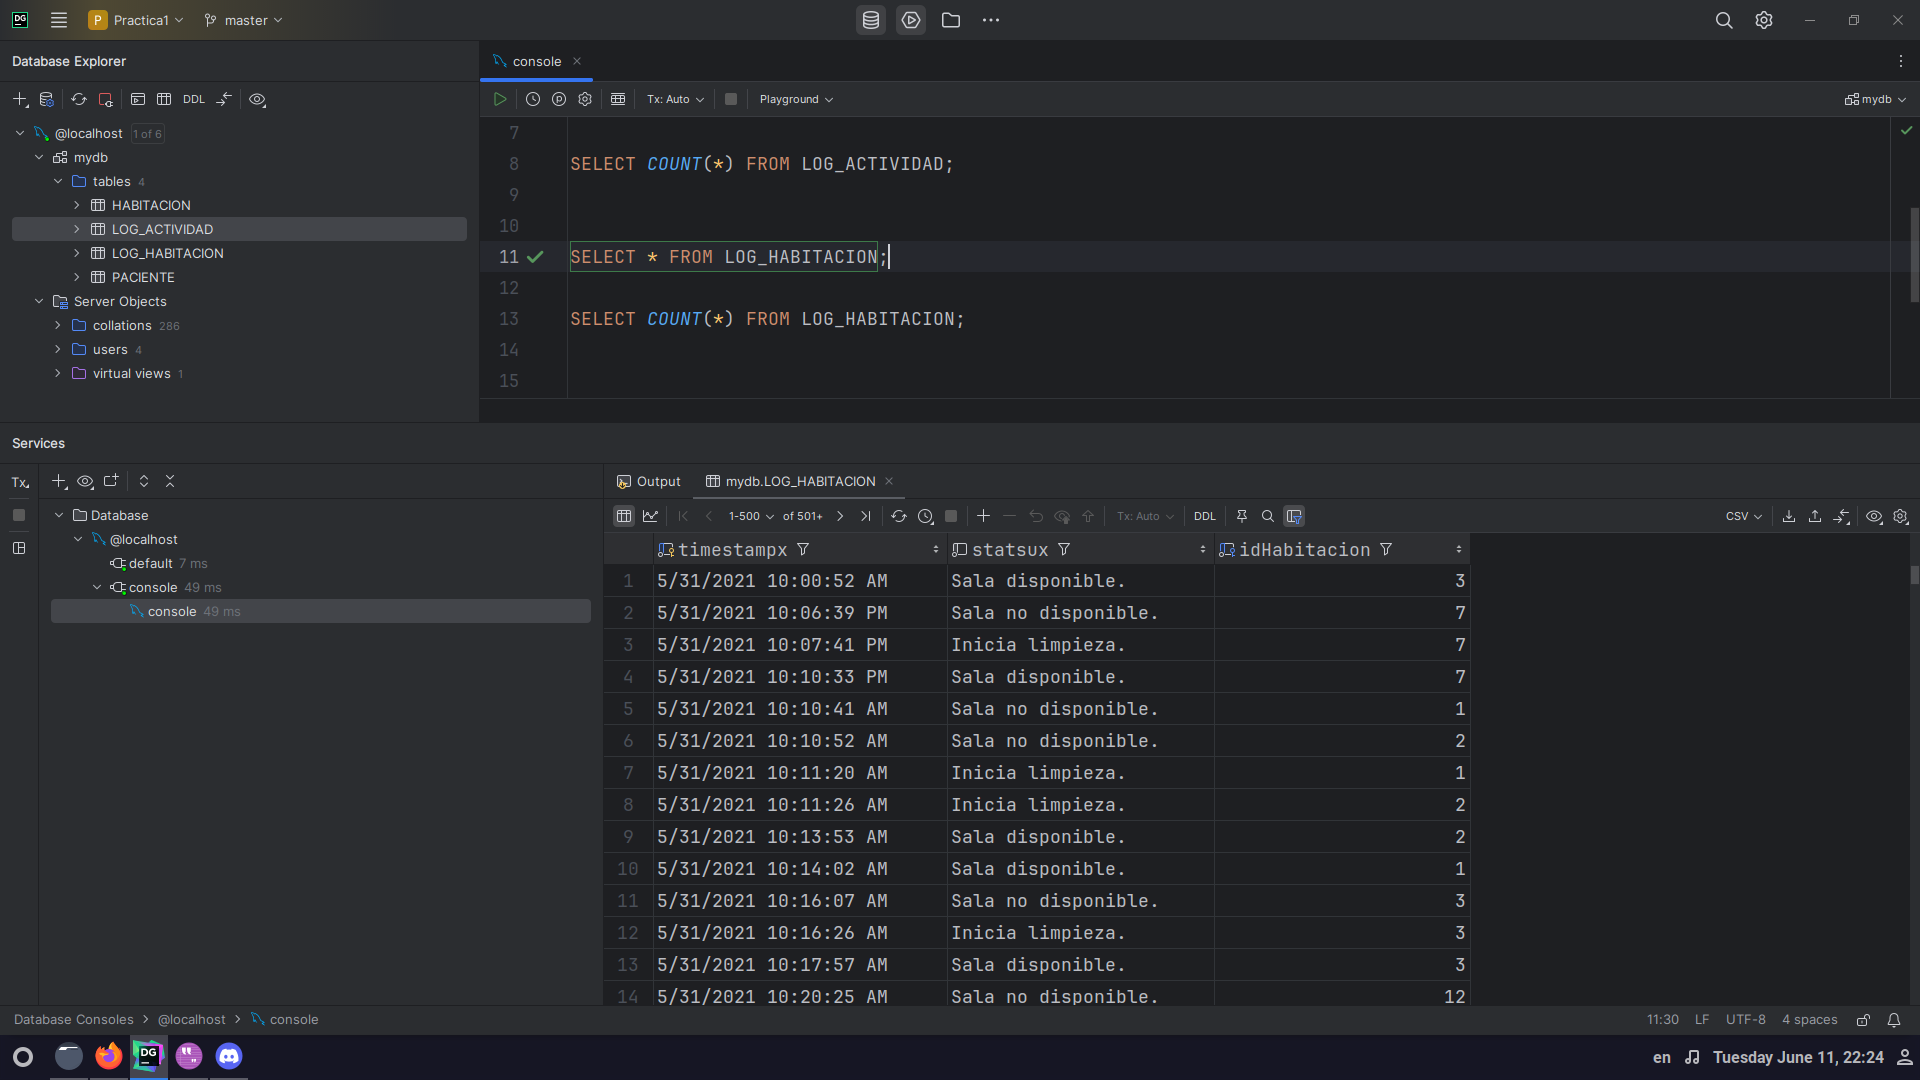 DG
P Practica1
master
Database Explorer
DDL
@localhost 1 of 6
mydb
tables 4
HABITACION
LOG_ACTIVIDAD
LOG_HABITACION
PACIENTE
Server Objects
collations 286
users 4
virtual views 1
console
Tx: Auto
Playground
mydb
7
8 SELECT COUNT(*) FROM LOG_ACTIVIDAD;
9
10
11 SELECT * FROM LOG_HABITACION;
12
13 SELECT COUNT(*) FROM LOG_HABITACION;
14
15
Services
Tx
Database
@localhost
default 7 ms
console 49 ms
console 49 ms
Output
mydb.LOG_HABITACION
1-500 of 501+
Tx: Auto
DDL
CSV
timestampx statsux idHabitacion
1 5/31/2021 10:00:52 AM Sala disponible. 3
2 5/31/2021 10:06:39 PM Sala no disponible. 7
3 5/31/2021 10:07:41 PM Inicia limpieza. 7
4 5/31/2021 10:10:33 PM Sala disponible. 7
5 5/31/2021 10:10:41 AM Sala no disponible. 1
6 5/31/2021 10:10:52 AM Sala no disponible. 2
7 5/31/2021 10:11:20 AM Inicia limpieza. 1
8 5/31/2021 10:11:26 AM Inicia limpieza. 2
9 5/31/2021 10:13:53 AM Sala disponible. 2
10 5/31/2021 10:14:02 AM Sala disponible. 1
11 5/31/2021 10:16:07 AM Sala no disponible. 3
12 5/31/2021 10:16:26 AM Inicia limpieza. 3
13 5/31/2021 10:17:57 AM Sala disponible. 3
14 5/31/2021 10:20:25 AM Sala no disponible. 12
Database Consoles > @localhost > console
11:30 LF UTF-8 4 spaces
DG
en Tuesday June 11, 22:24